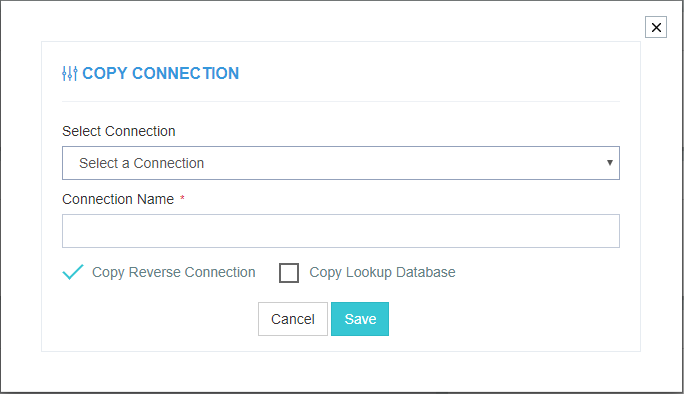 COPY CONNECTION
Select Connection
Select a Connection
Connection Name *
Copy Reverse Connection Copy Lookup Database
Cancel Save